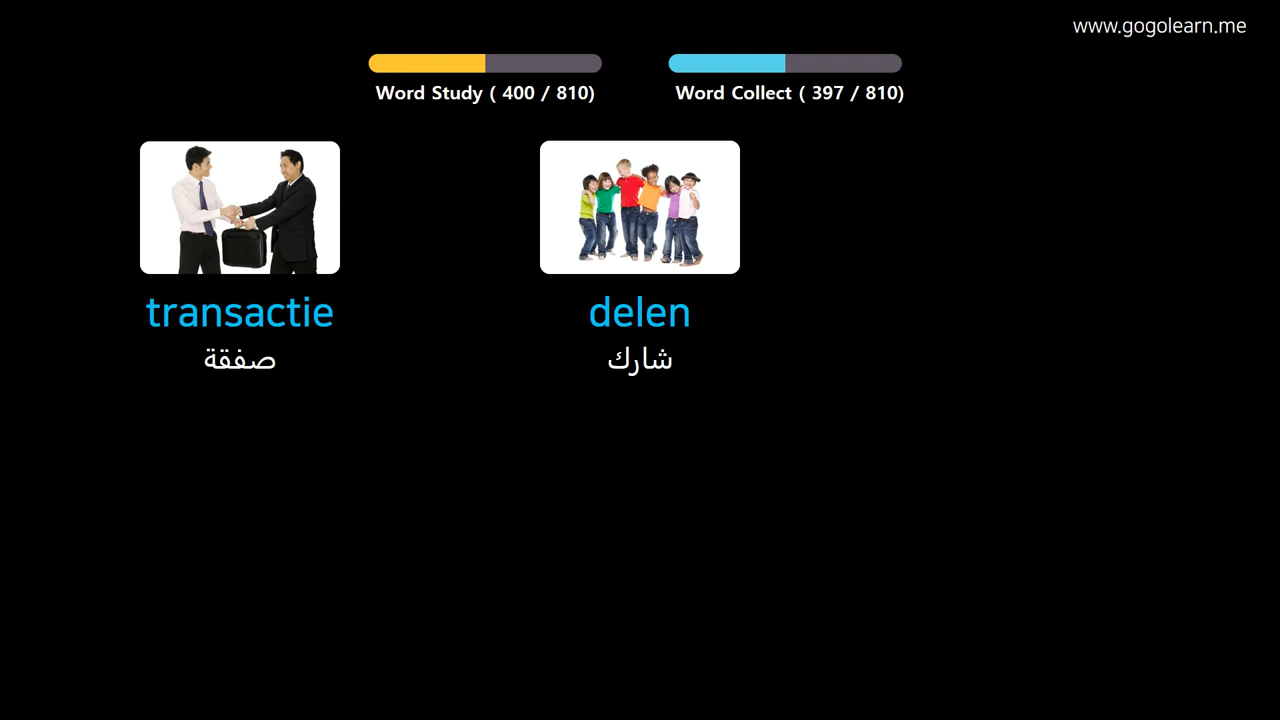 www.gogolearn.me
Word Study ( 400 / 810)
Word Collect ( 397 / 810)
transactie
صفقة
delen
شارك